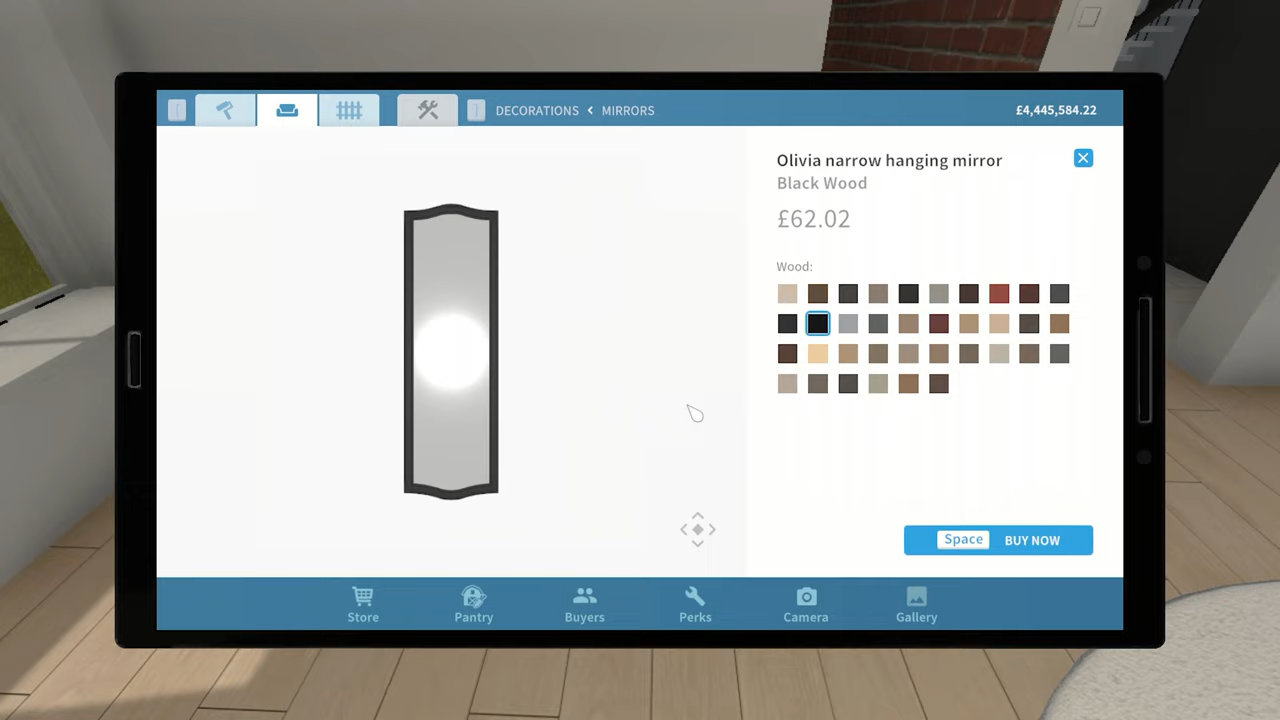 DECORATIONS < MIRRORS
£4,445,584.22
Olivia narrow hanging mirror
Black Wood
£62.02
Wood:
Space BUY NOW
Store
Pantry
Buyers
Perks
Camera
Gallery